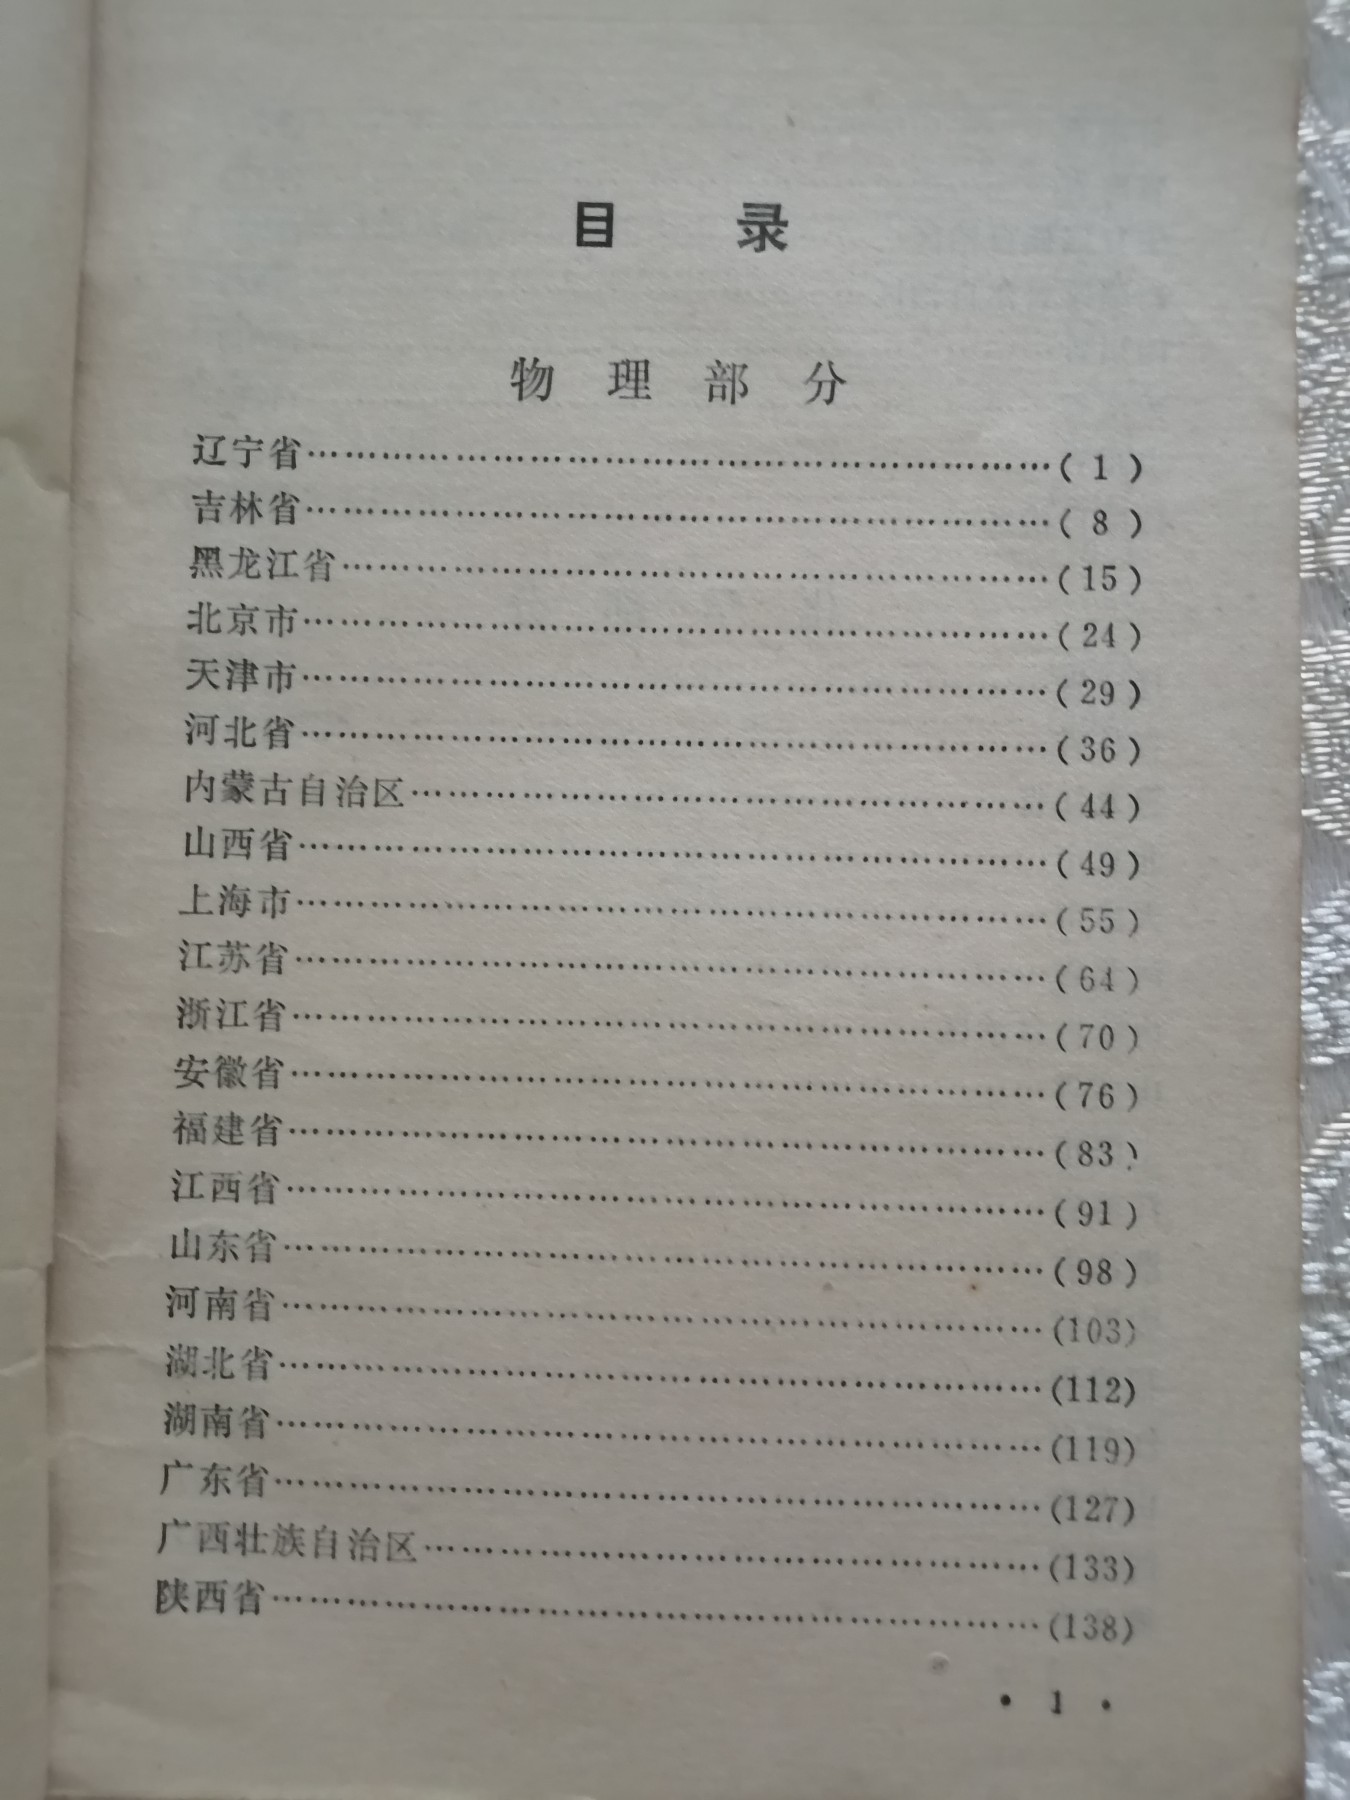 目 录
物理部分
辽宁省……………………………………………………(1)
吉林省……………………………………………………(8)
黑龙江省…………………………………………………(15)
北京市……………………………………………………(24)
天津市……………………………………………………(29)
河北省……………………………………………………(36)
内蒙古自治区……………………………………………(44)
山西省……………………………………………………(49)
上海市……………………………………………………(55)
江苏省……………………………………………………(64)
浙江省……………………………………………………(70)
安徽省……………………………………………………(76)
福建省……………………………………………………(83)
江西省……………………………………………………(91)
山东省……………………………………………………(98)
河南省……………………………………………………(103)
湖北省……………………………………………………(112)
湖南省……………………………………………………(119)
广东省……………………………………………………(127)
广西壮族自治区…………………………………………(133)
陕西省……………………………………………………(138)
· 1 ·